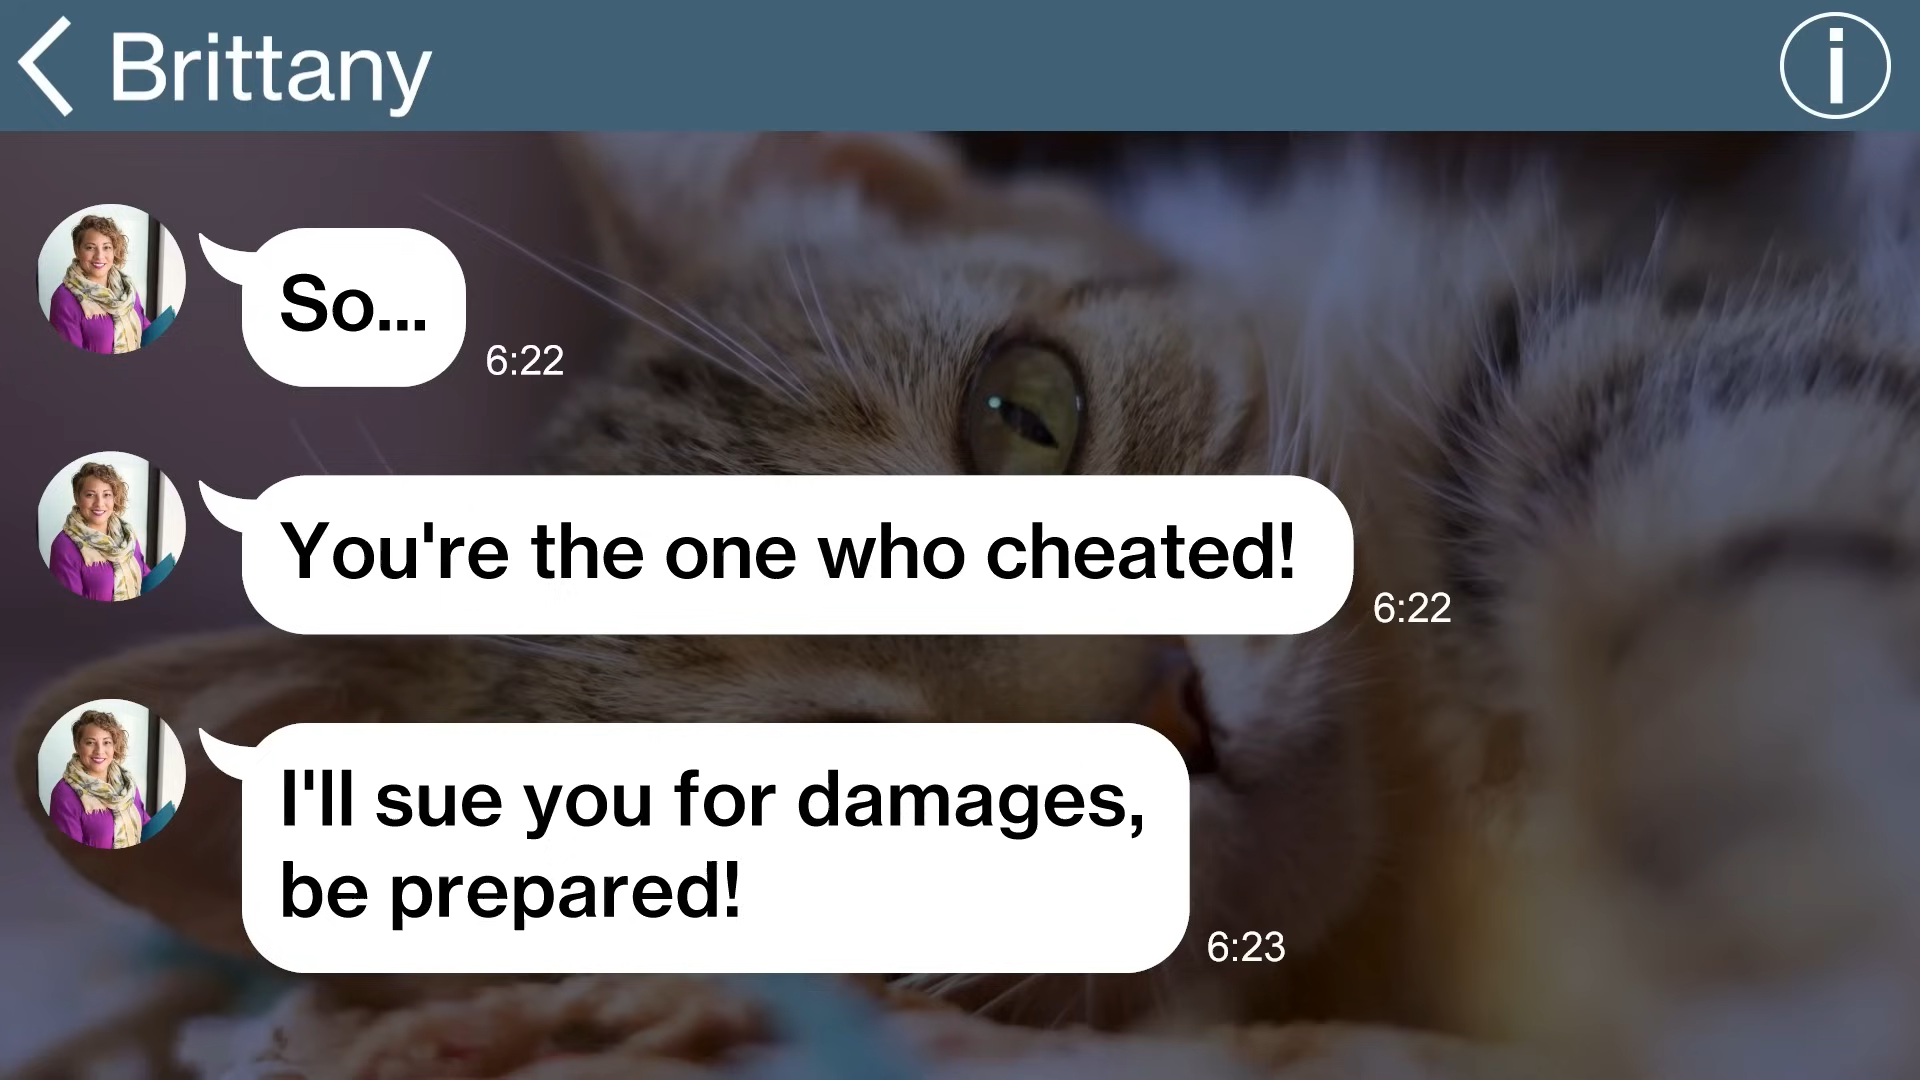 Brittany
So...
6:22
You're the one who cheated!
6:22
I'll sue you for damages,
be prepared!
6:23